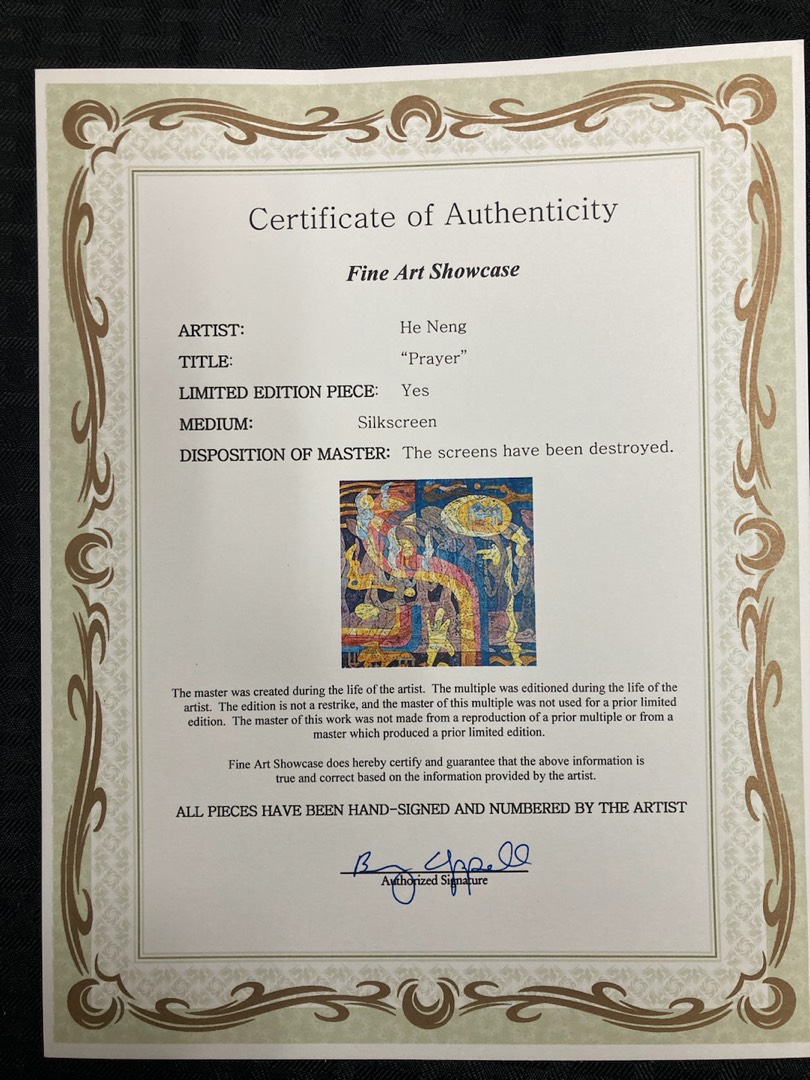 Certificate of Authenticity
Fine Art Showcase
ARTIST: He Neng
TITLE: “Prayer”
LIMITED EDITION PIECE: Yes
MEDIUM: Silkscreen
DISPOSITION OF MASTER: The screens have been destroyed.
The master was created during the life of the artist. The multiple was editioned during the life of the
artist. The edition is not a restrike, and the master of this multiple was not used for a prior limited
edition. The master of this work was not made from a reproduction of a prior multiple or from a
master which produced a prior limited edition.
Fine Art Showcase does hereby certify and guarantee that the above information is
true and correct based on the information provided by the artist.
ALL PIECES HAVE BEEN HAND-SIGNED AND NUMBERED BY THE ARTIST
Authorized Signature